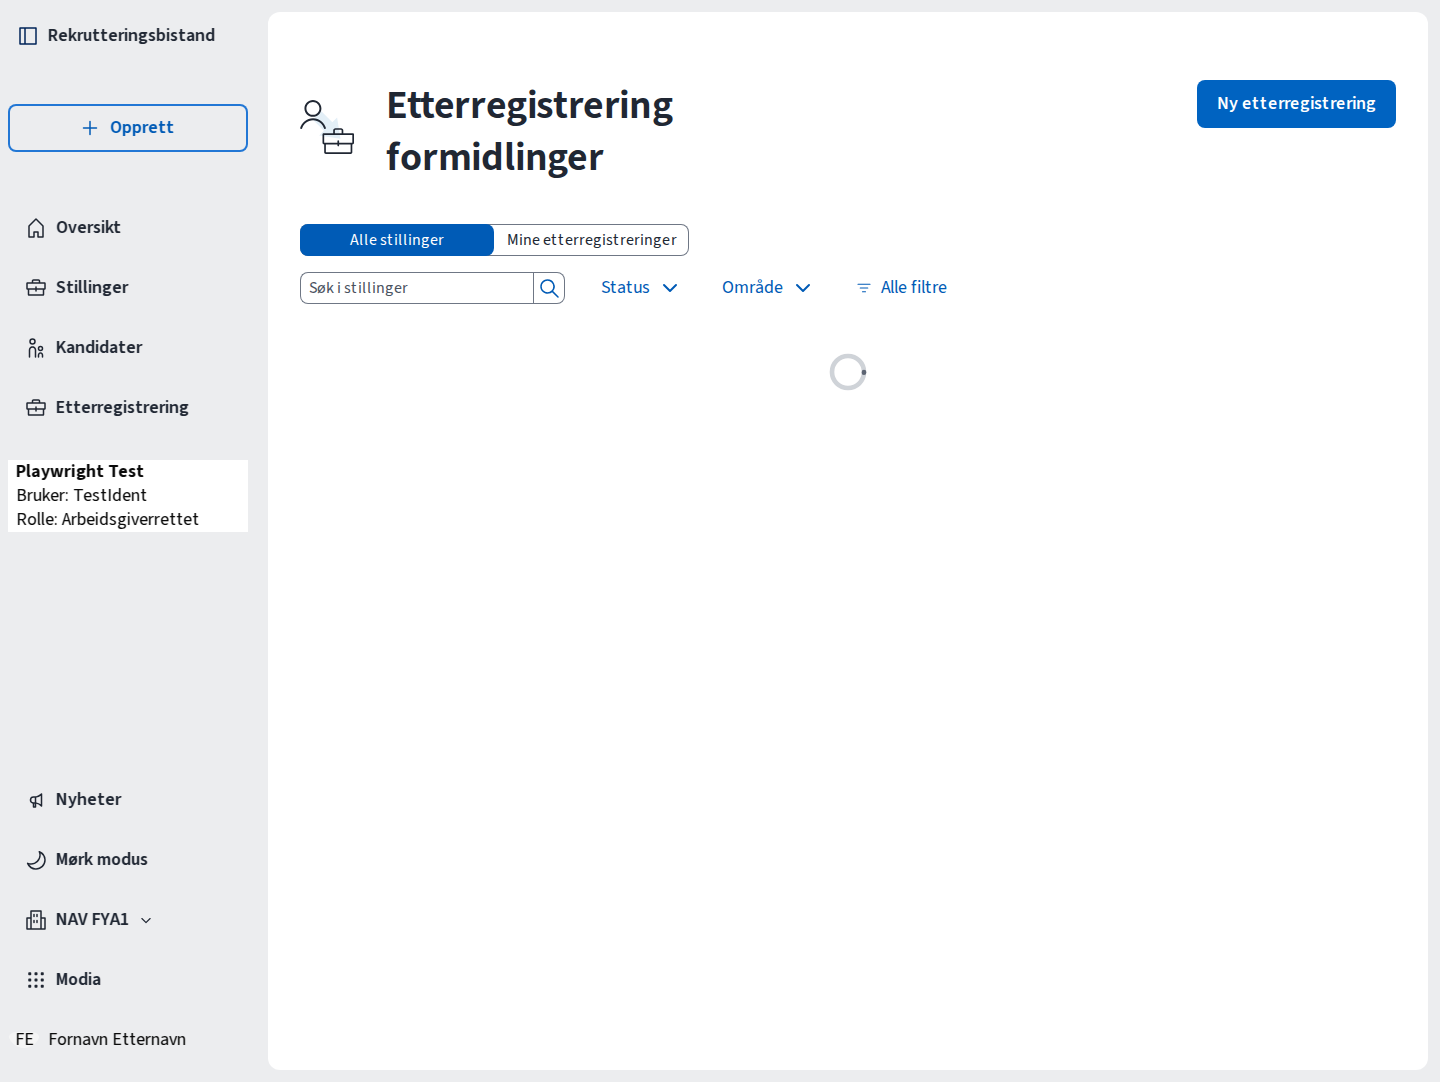 Rekrutteringsbistand
Opprett
Oversikt
Stillinger
Kandidater
Etterregistrering
Playwright Test
Bruker: TestIdent
Rolle: Arbeidsgiverrettet
Nyheter
Mørk modus
NAV FYA1
Modia
FE Fornavn Etternavn
Etterregistrering
formidlinger
Ny etterregistrering
Alle stillinger
Mine etterregistreringer
Søk i stillinger
Status
Område
Alle filtre